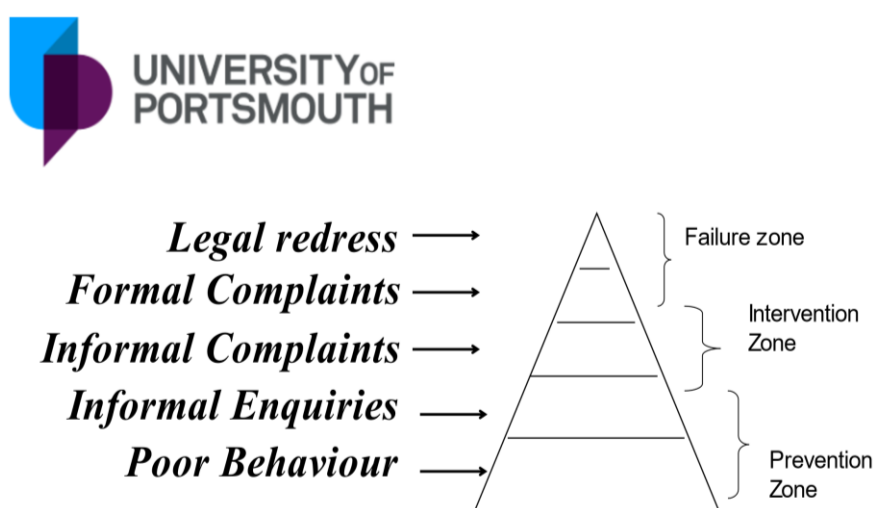 UNIVERSITY OF
PORTSMOUTH
Legal redress
Formal Complaints
Informal Complaints
Informal Enquiries
Poor Behaviour
Failure zone
Intervention
Zone
Prevention
Zone